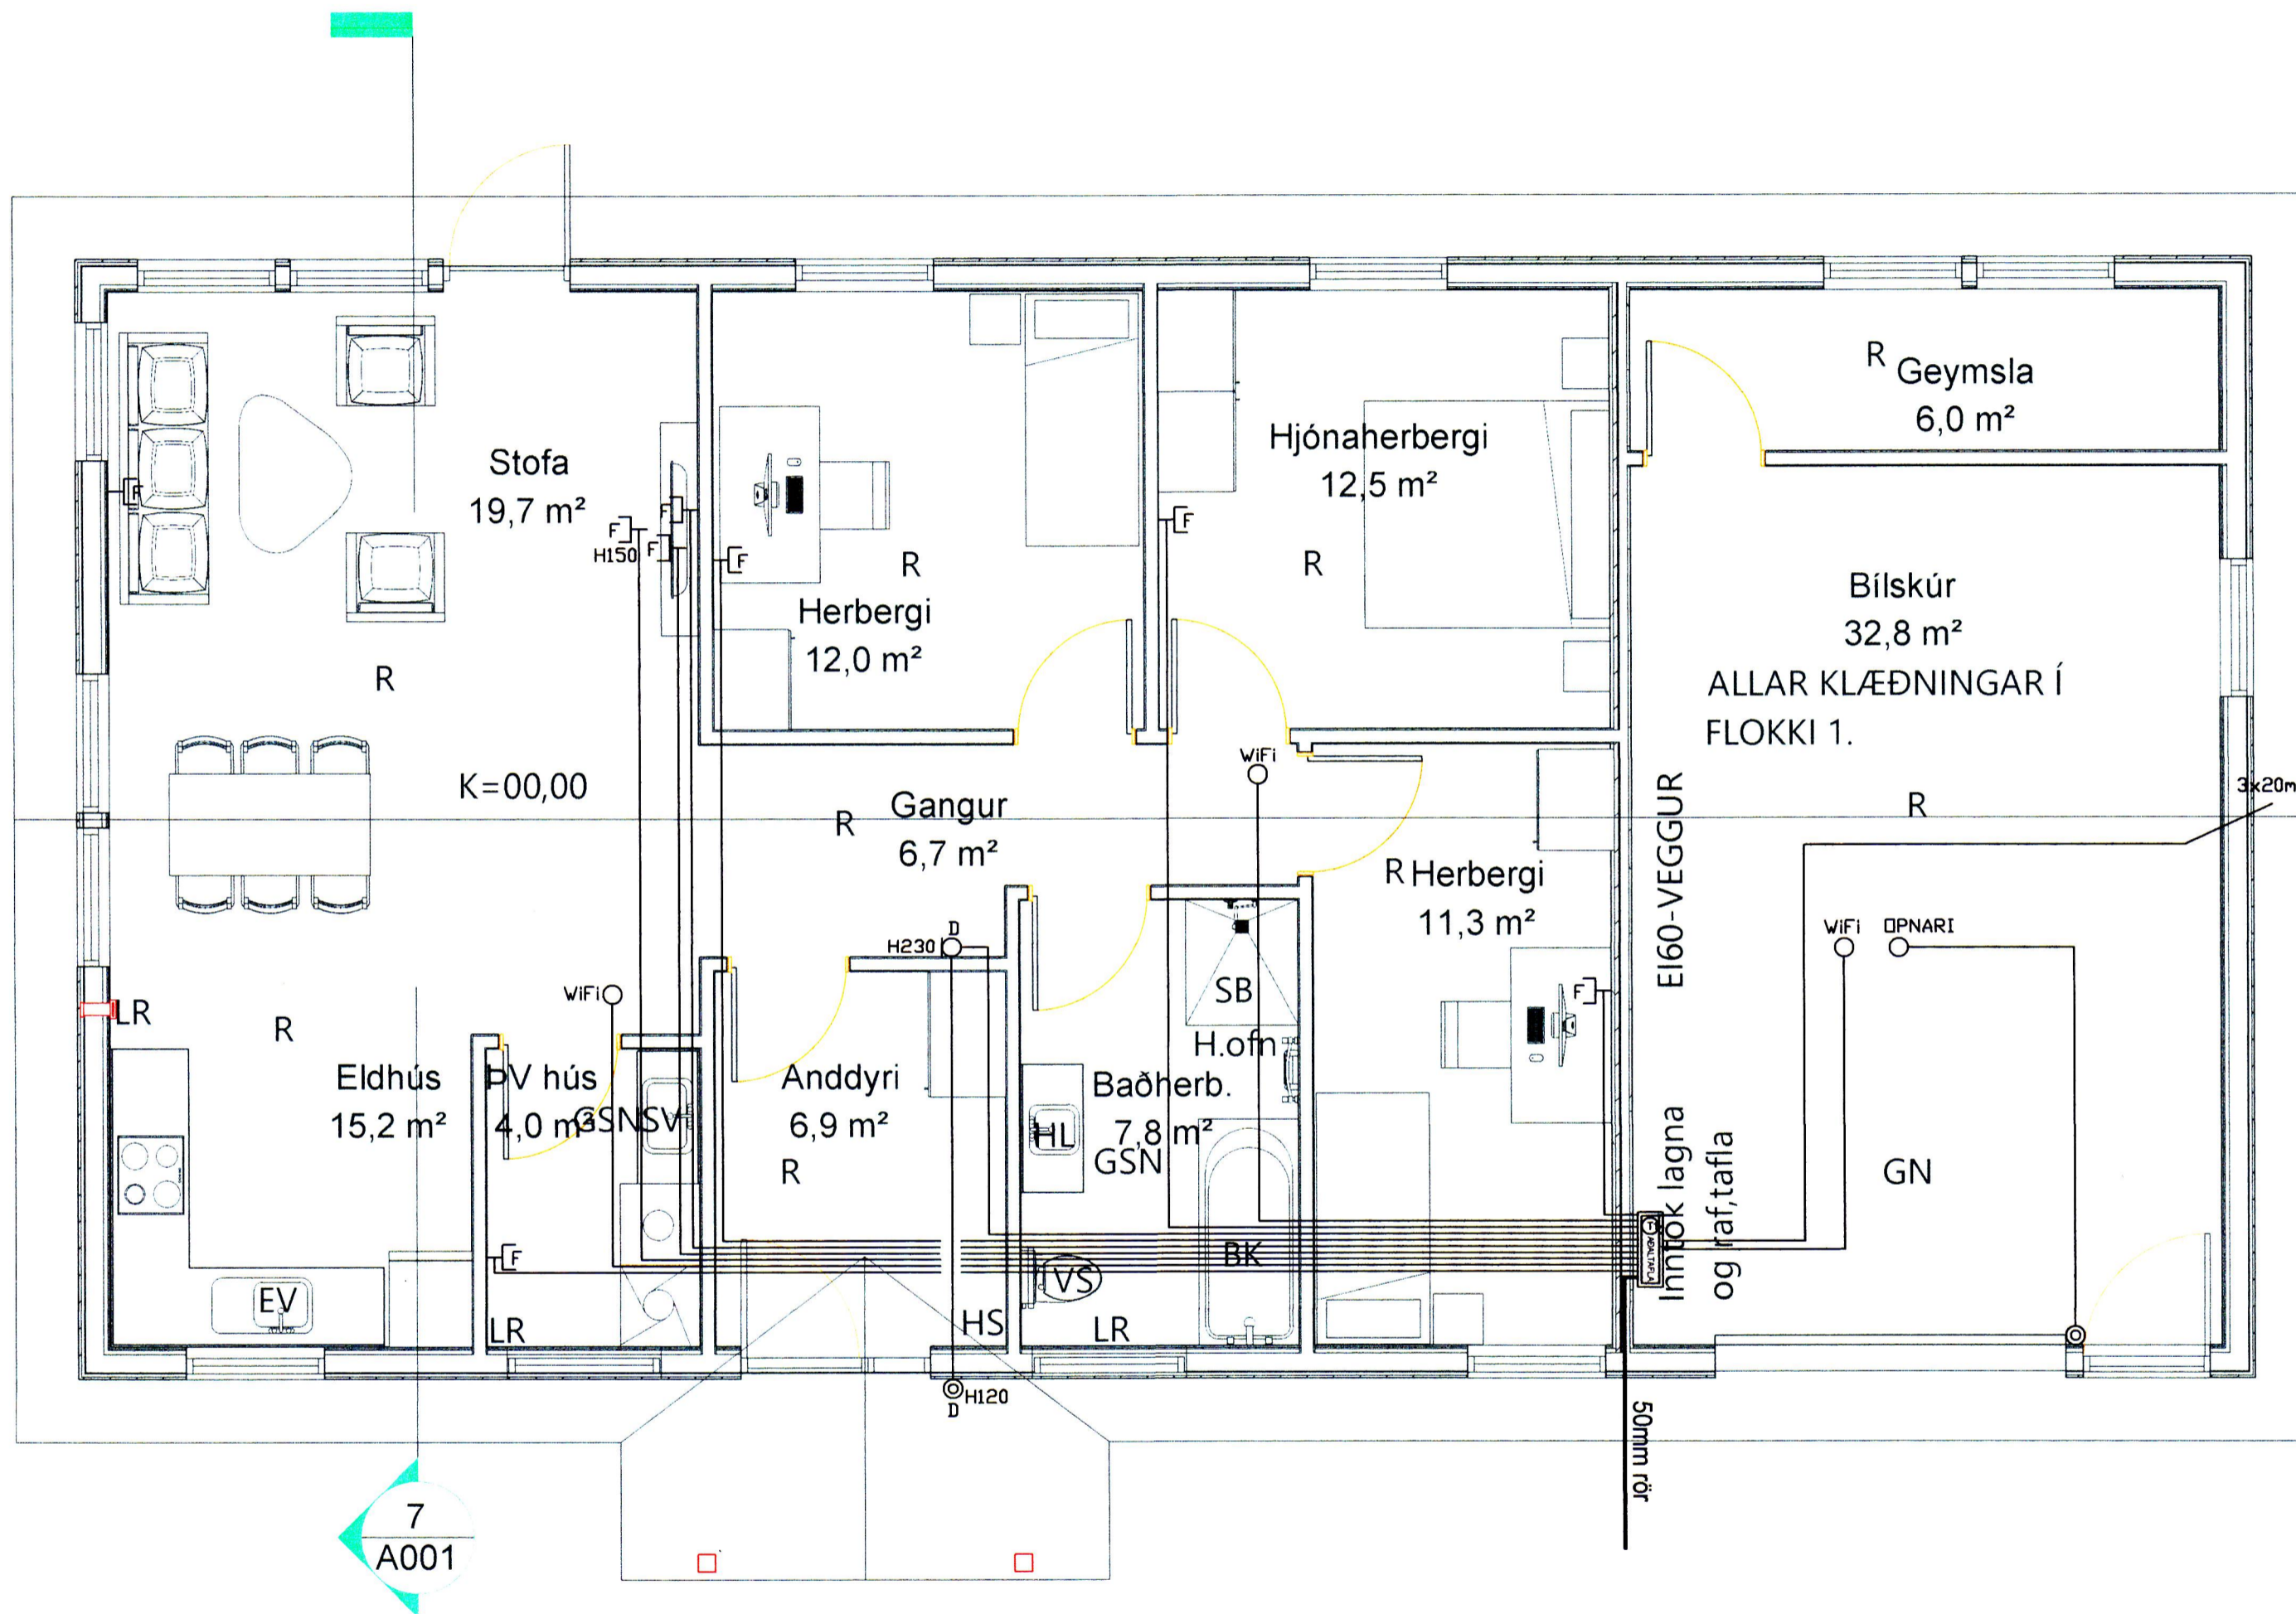 Stofa
19,7 m²
F
F
H150
F
F
F
R
Herbergi
12,0 m²
R
Hjónaherbergi
12,5 m²
F
R
R
Geymsla
6,0 m²
Bílskúr
32,8 m²
ALLAR KLÆÐNINGAR Í
FLOKKI 1.
R
3x20m
K=00,00
R
Gangur
6,7 m²
WiFi
R Herbergi
11,3 m²
F
EI60-VEGGUR
WiFi
OPNARI
D
H230
WiFi
LR
R
Eldhús
15,2 m²
ÞV hús
4,0 m²
GSN
SV
Anddyri
6,9 m²
R
SB
H.ofn
Baðherb.
7,8 m²
HL
GSN
Inntök lagna
og raf,tafla
AÐALTAFLA
GN
F
EV
LR
HS
VS
BK
LR
H120
D
50mm rör
7
A001